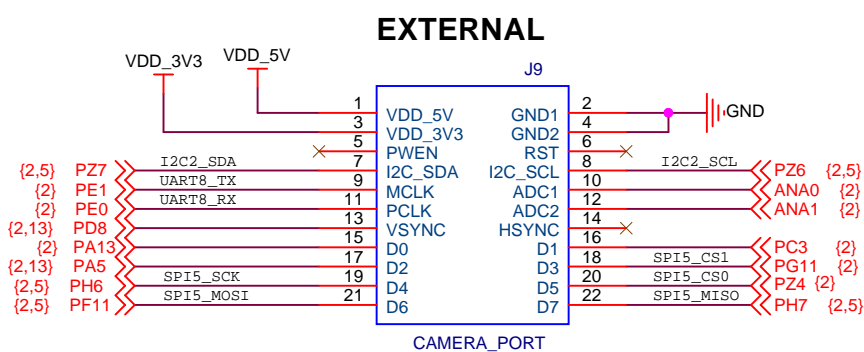 EXTERNAL
VDD_3V3 VDD_5V J9
1 VDD_5V GND1 2 GND
3 VDD_3V3 GND2 4
5 PWEN RST 6
{2,5} PZ7 I2C2_SDA 7 I2C_SDA I2C_SCL 8 I2C2_SCL PZ6 {2,5}
{2} PE1 UART8_TX 9 MCLK ADC1 10 ANA0 {2}
{2} PE0 UART8_RX 11 PCLK ADC2 12 ANA1 {2}
{2,13} PD8 13 VSYNC HSYNC 14
{2} PA13 15 D0 D1 16 PC3 {2}
{2,13} PA5 17 D2 D3 18 SPI5_CS1 PG11 {2}
{2,5} PH6 SPI5_SCK 19 D4 D5 20 SPI5_CS0 PZ4 {2}
{2,5} PF11 SPI5_MOSI 21 D6 D7 22 SPI5_MISO PH7 {2,5}
CAMERA_PORT